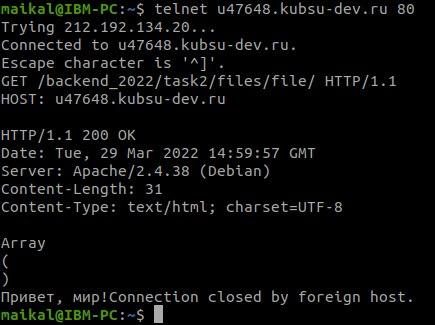 maikal@IBM-PC:~$ telnet u47648.kubsu-dev.ru 80
Trying 212.192.134.20...
Connected to u47648.kubsu-dev.ru.
Escape character is '^]'.
GET /backend_2022/task2/files/file/ HTTP/1.1
HOST: u47648.kubsu-dev.ru

HTTP/1.1 200 OK
Date: Tue, 29 Mar 2022 14:59:57 GMT
Server: Apache/2.4.38 (Debian)
Content-Length: 31
Content-Type: text/html; charset=UTF-8

Array
(
)
Привет, мир!Connection closed by foreign host.
maikal@IBM-PC:~$